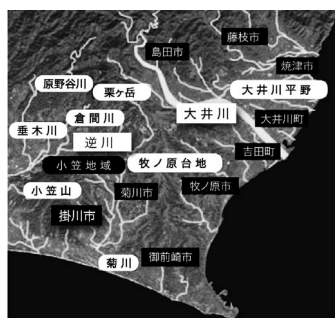 藤枝市
島田市
焼津市
原野谷川
栗ヶ岳
大井川平野
倉間川
大井川
大井川町
垂木川
逆川
吉田町
小笠地域
牧ノ原台地
小笠山
菊川市
牧ノ原市
掛川市
菊川
御前崎市